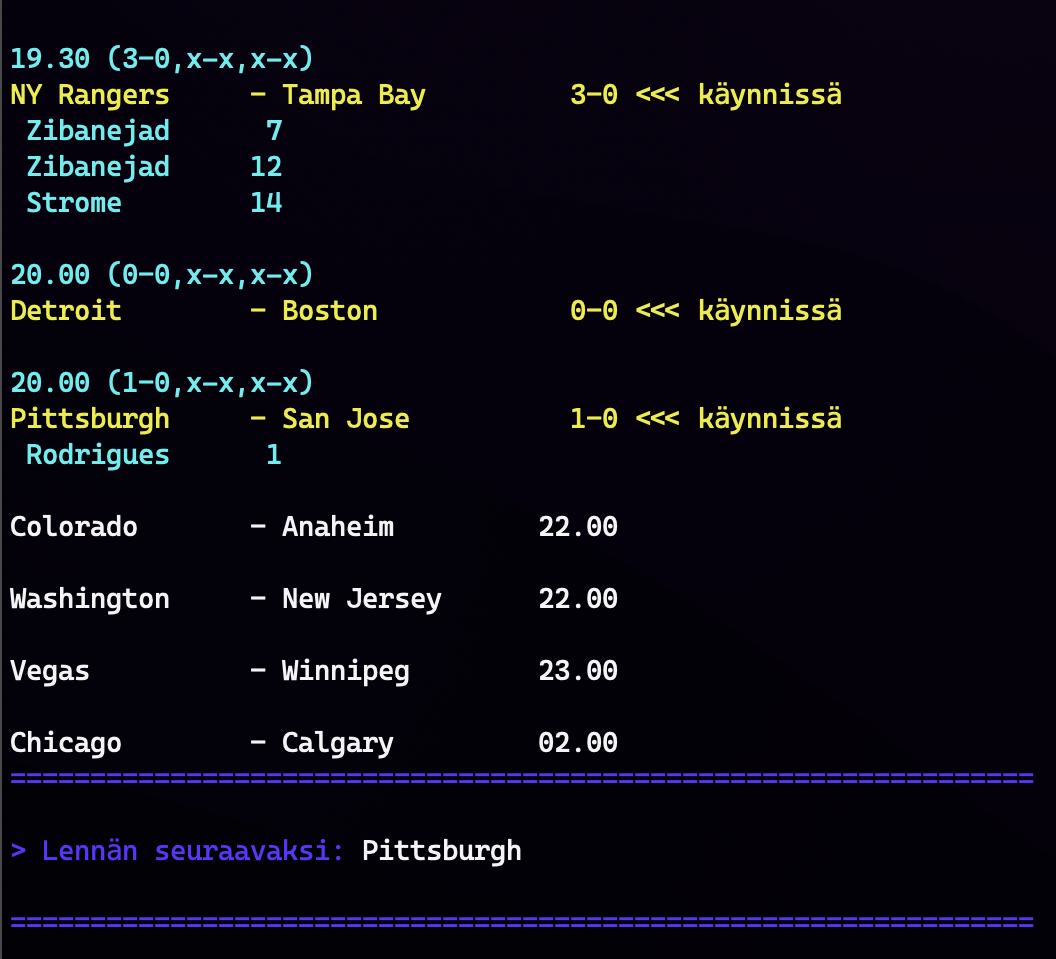 19.30 (3-0,x-x,x-x)
NY Rangers     - Tampa Bay         3-0 <<< käynnissä
 Zibanejad      7
 Zibanejad     12
 Strome        14
20.00 (0-0,x-x,x-x)
Detroit        - Boston            0-0 <<< käynnissä
20.00 (1-0,x-x,x-x)
Pittsburgh     - San Jose          1-0 <<< käynnissä
 Rodrigues      1
Colorado       - Anaheim         22.00
Washington     - New Jersey      22.00
Vegas          - Winnipeg        23.00
Chicago        - Calgary         02.00
================================================================
> Lennän seuraavaksi: Pittsburgh
================================================================